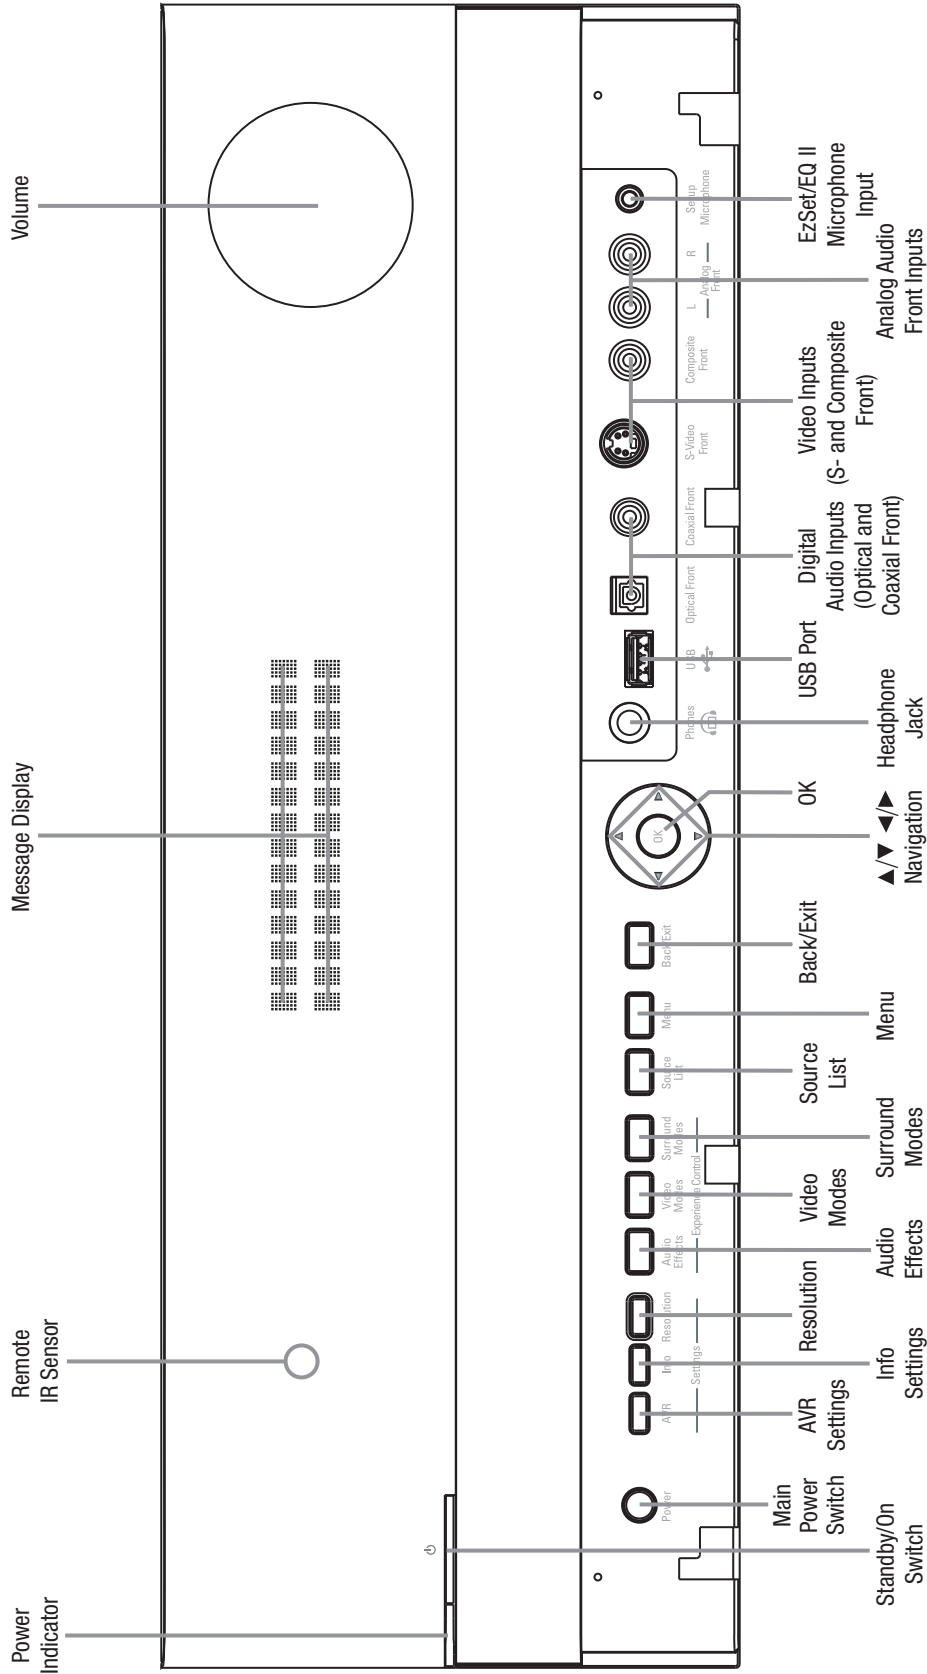 Power
Indicator
Remote
IR Sensor
Message Display
Volume
Power
AVR
Info
Resolution
Settings
Audio
Effects
Video
Modes
Surround
Modes
Experience Control
Source
List
Menu
Back/Exit
OK
Phones
USB
Optical Front
Coaxial Front
S-Video
Front
Composite
Front
L
R
Analog
Front
Setup
Microphone
Standby/On
Switch
Main
Power
Switch
AVR
Settings
Info
Settings
Resolution
Audio
Effects
Video
Modes
Surround
Modes
Source
List
Menu
Back/Exit
▲/▼ ◀/▶
Navigation
OK
Headphone
Jack
USB Port
Digital
Audio Inputs
(Optical and
Coaxial Front)
Video Inputs
(S- and Composite
Front)
Analog Audio
Front Inputs
EzSet/EQ II
Microphone
Input